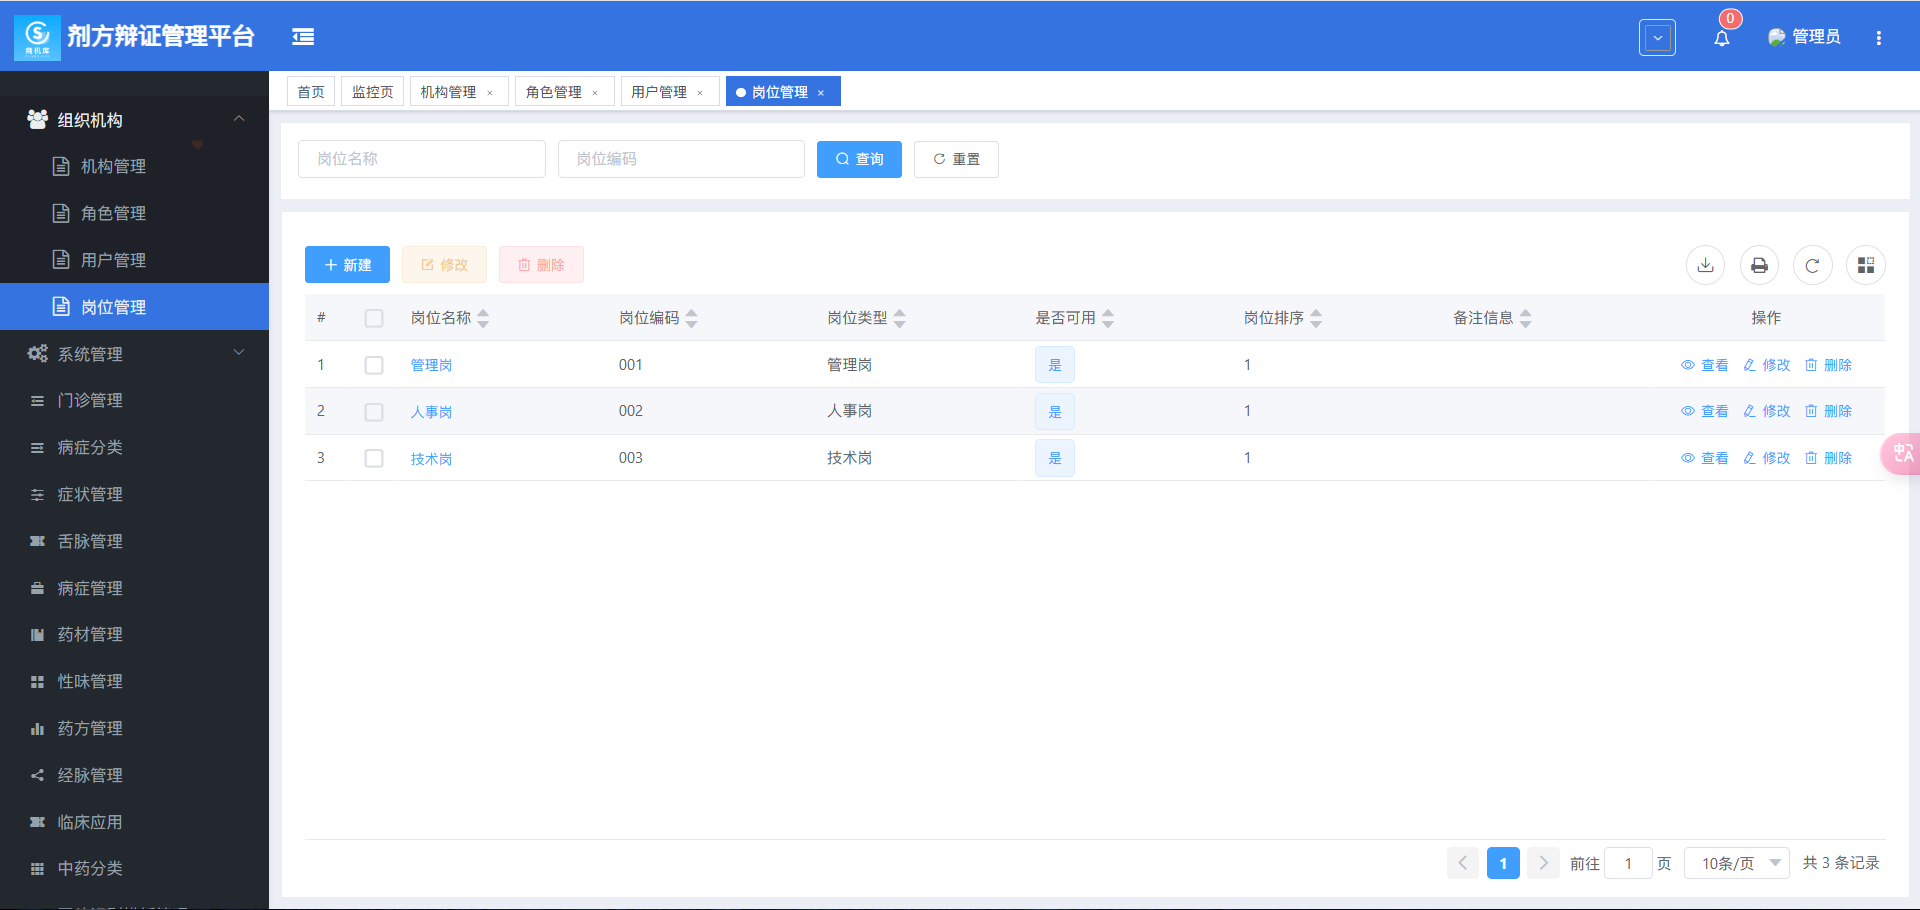 商机库
剂方辩证管理平台
0
管理员
首页
监控页
机构管理 ×
角色管理 ×
用户管理 ×
岗位管理 ×
组织机构
机构管理
角色管理
用户管理
岗位管理
系统管理
门诊管理
病症分类
症状管理
舌脉管理
病症管理
药材管理
性味管理
药方管理
经脉管理
临床应用
中药分类
岗位名称
岗位编码
查询
重置
新建
修改
删除
# 岗位名称 岗位编码 岗位类型 是否可用 岗位排序 备注信息 操作
1 管理岗 001 管理岗 是 1 查看 修改 删除
2 人事岗 002 人事岗 是 1 查看 修改 删除
3 技术岗 003 技术岗 是 1 查看 修改 删除
中A
1 前往 1 页 10条/页 共 3 条记录